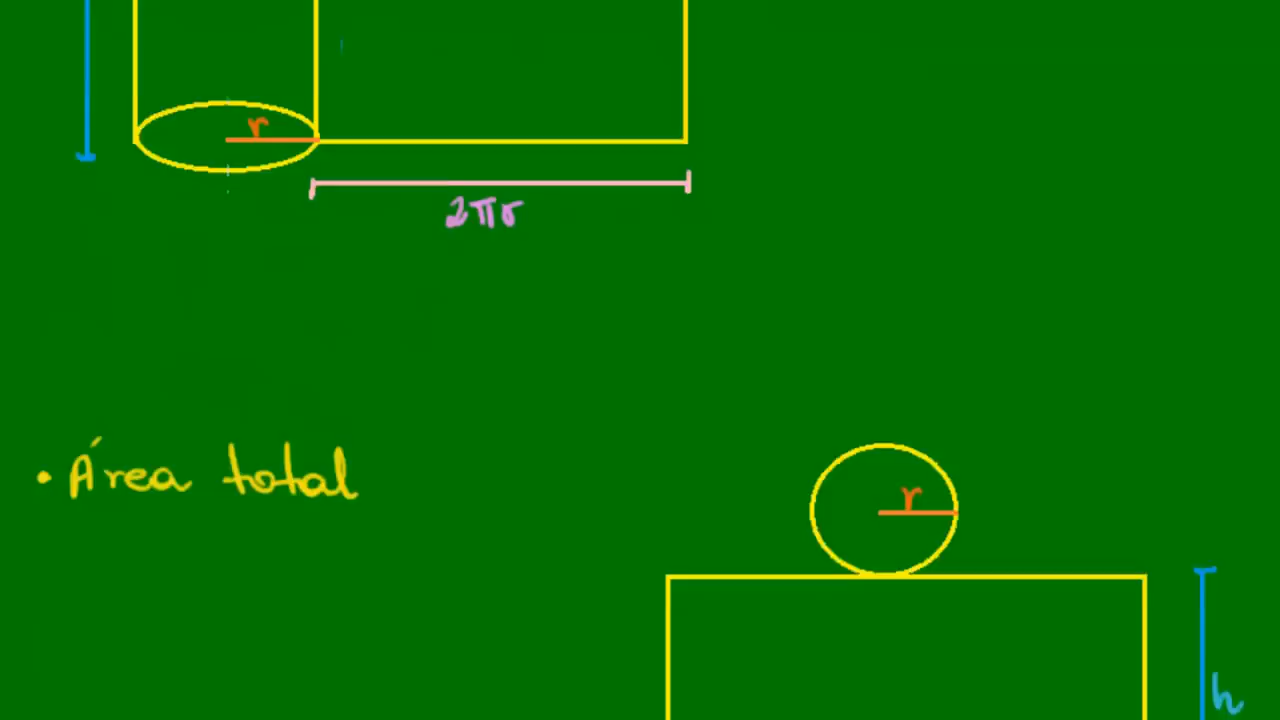 r
2πr
• Área total
r
h